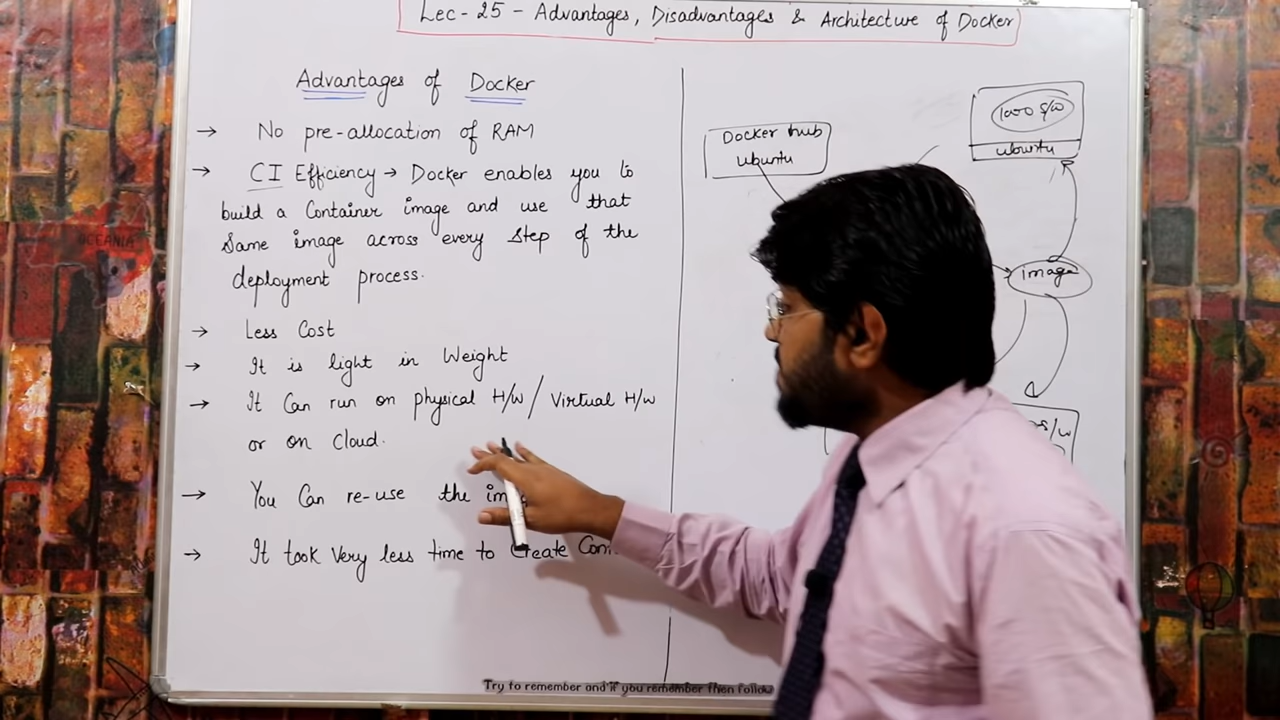 Lec-25 - Advantages, Disadvantages & Architecture of Docker
Advantages of Docker
→ No pre-allocation of RAM
→ CI Efficiency → Docker enables you to
build a Container image and use that
Same image across every step of the
deployment process.
→ Less Cost
→ It is light in Weight
→ It Can run on physical H/w / Virtual H/w
or on cloud.
→ You Can re-use the
→ It took Very less time to Create
Docker hub
Ubuntu
1000 S/W
Ubuntu
image
S/W
Try to remember and if you remember then follow